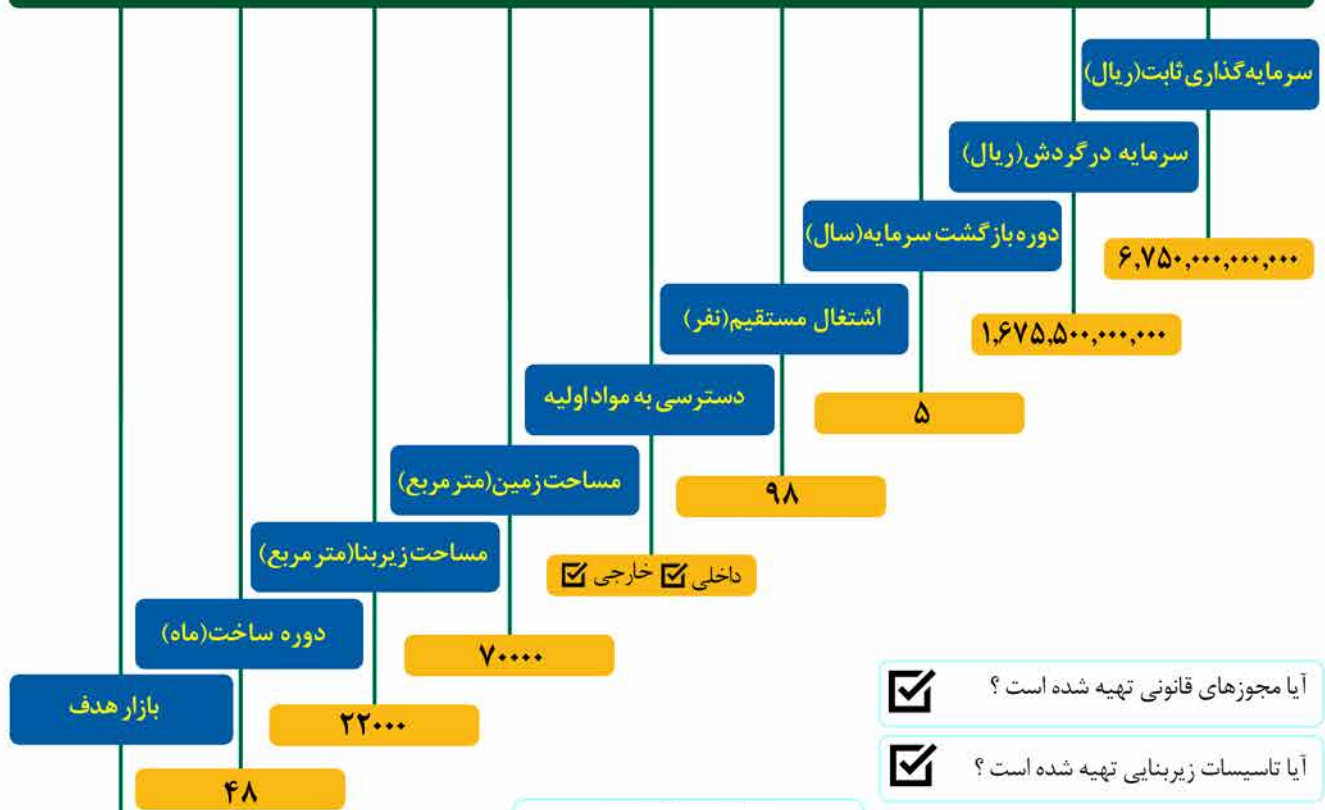 سرمایه‌گذاری ثابت(ریال)
۶,۷۵۰,۰۰۰,۰۰۰,۰۰۰
سرمایه در گردش(ریال)
۱,۶۷۵,۵۰۰,۰۰۰,۰۰۰
دوره بازگشت سرمایه(سال)
۵
اشتغال مستقیم(نفر)
۹۸
دسترسی به مواد اولیه
داخلی ☑ خارجی ☑
مساحت زمین(متر مربع)
۷۰۰۰۰
مساحت زیربنا(متر مربع)
۲۲۰۰۰
دوره ساخت(ماه)
۴۸
بازار هدف
آیا مجوزهای قانونی تهیه شده است ؟ ☑
آیا تاسیسات زیربنایی تهیه شده است ؟ ☑